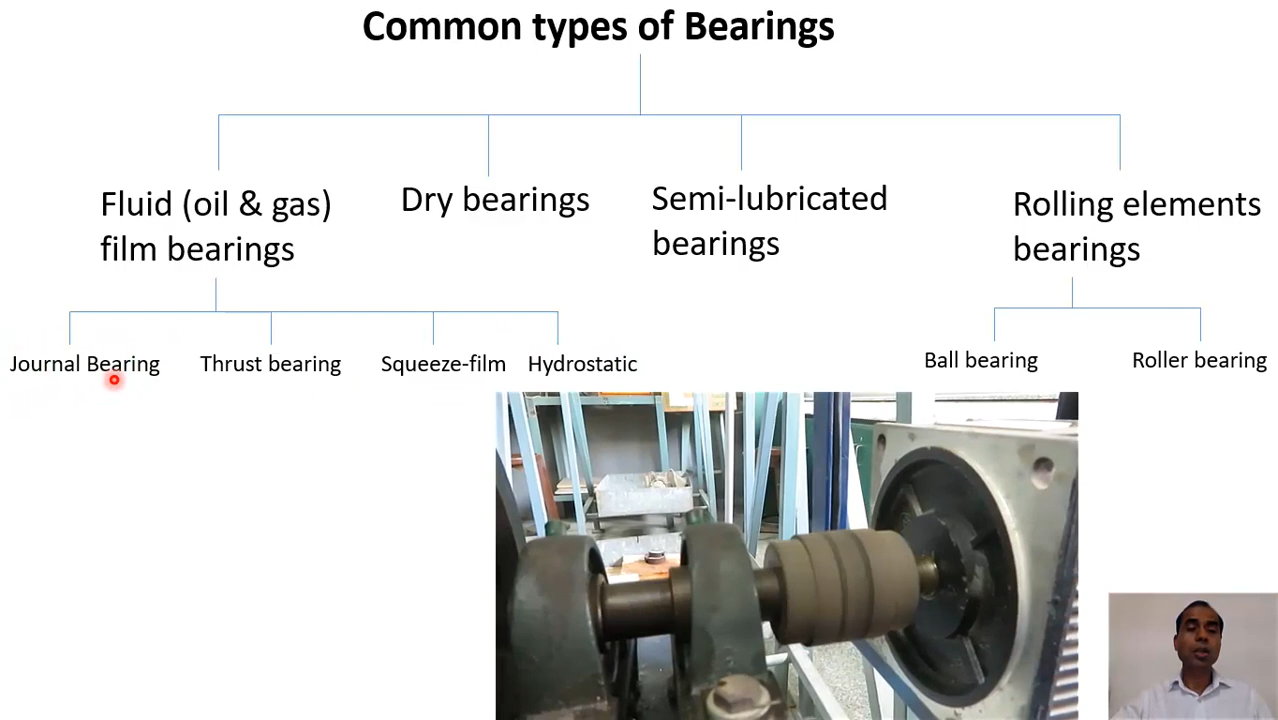 Common types of Bearings
Fluid (oil & gas)
film bearings
Dry bearings
Semi-lubricated
bearings
Rolling elements
bearings
Journal Bearing
Thrust bearing
Squeeze-film
Hydrostatic
Ball bearing
Roller bearing